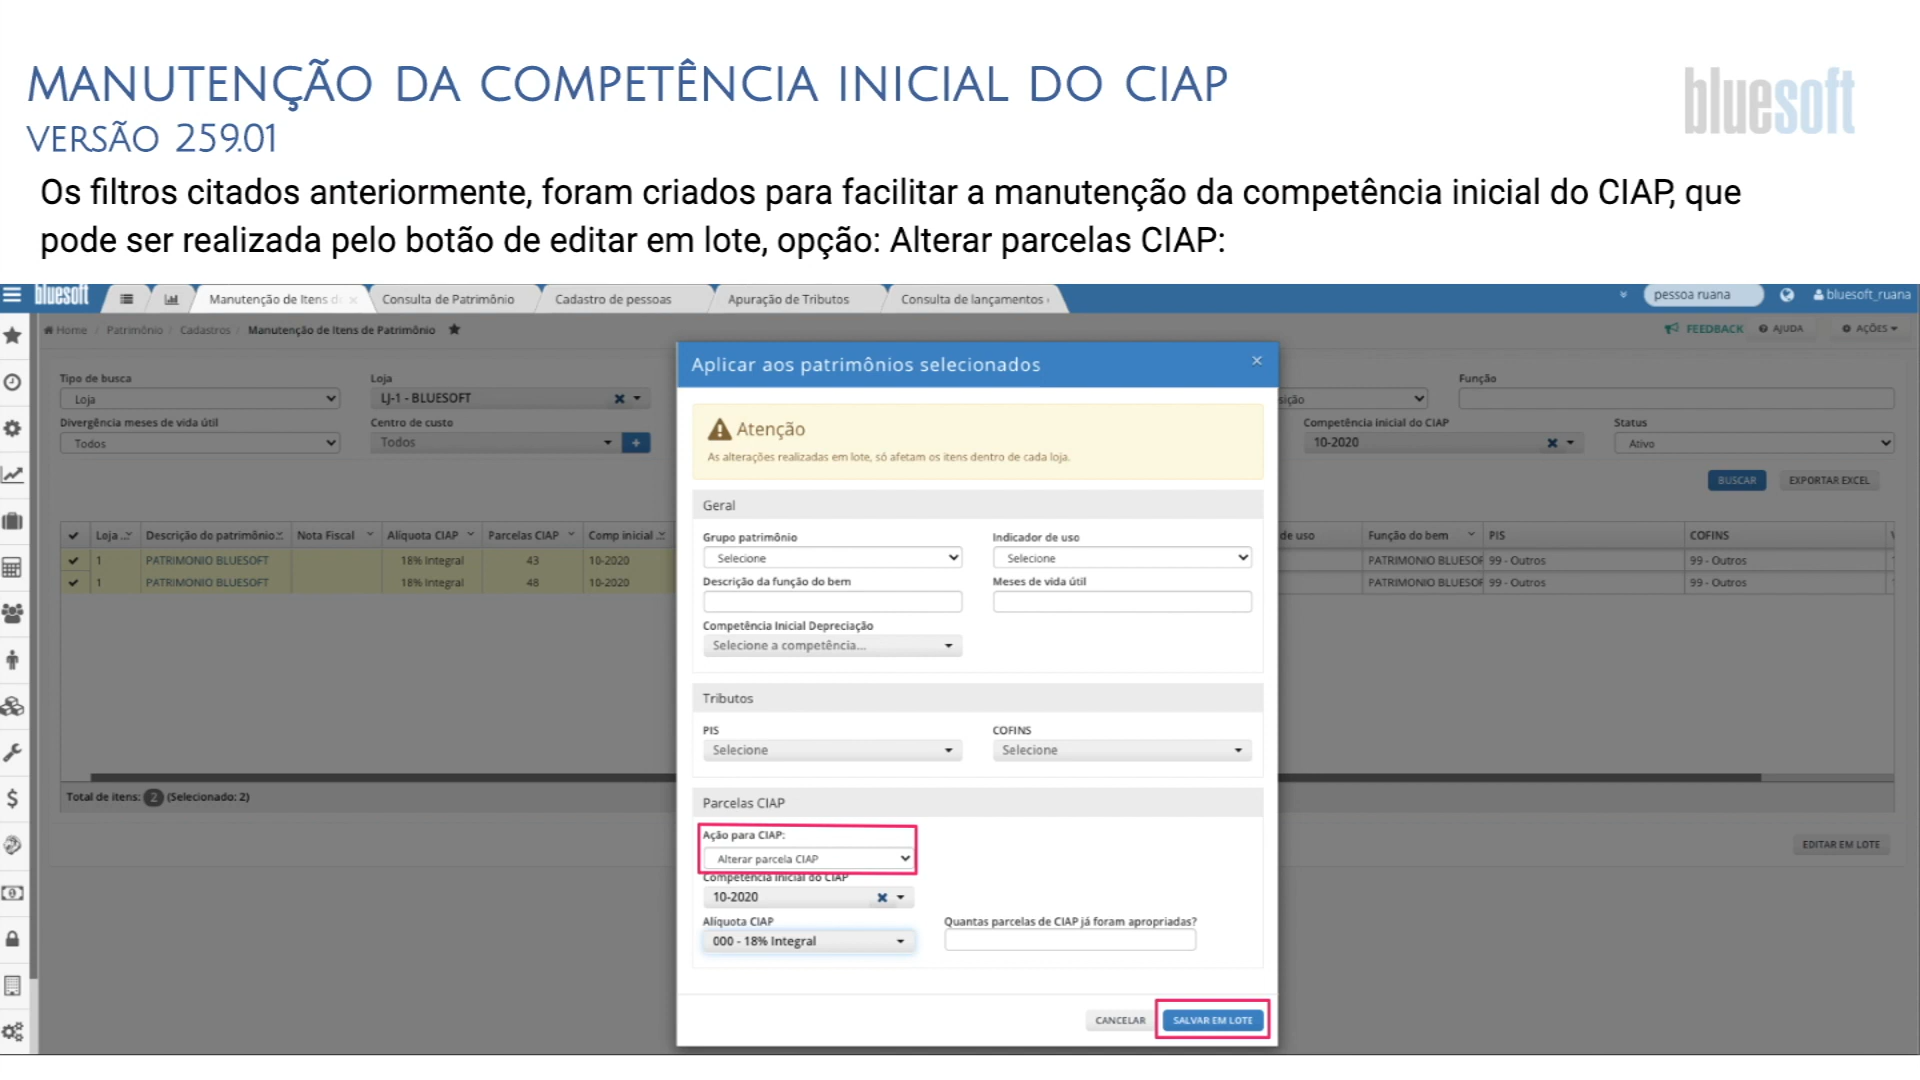 MANUTENÇÃO DA COMPETÊNCIA INICIAL DO CIAP
VERSÃO 259.01
bluesoft
Os filtros citados anteriormente, foram criados para facilitar a manutenção da competência inicial do CIAP, que
pode ser realizada pelo botão de editar em lote, opção: Alterar parcelas CIAP:
bluesoft
Manutenção de Itens d × Consulta de Patrimônio Cadastro de pessoas Apuração de Tributos Consulta de lançamentos
pessoa ruana bluesoft_ruana
Home / Patrimônio / Cadastros / Manutenção de Itens de Patrimônio
FEEDBACK AJUDA AÇÕES
Tipo de busca Loja
Loja LJ-1 - BLUESOFT
Divergência meses de vida útil Centro de custo
Todos Todos
sição Função
Competência inicial do CIAP Status
10-2020 Ativo
BUSCAR EXPORTAR EXCEL
Loja Descrição do patrimônio Nota Fiscal Alíquota CIAP Parcelas CIAP Comp inicial de uso Função do bem PIS COFINS
1 PATRIMONIO BLUESOFT 18% Integral 43 10-2020 PATRIMONIO BLUESOF 99 - Outros 99 - Outros
1 PATRIMONIO BLUESOFT 18% Integral 48 10-2020 PATRIMONIO BLUESOF 99 - Outros 99 - Outros
Total de itens: 2 (Selecionado: 2)
EDITAR EM LOTE
Aplicar aos patrimônios selecionados ×
Atenção
As alterações realizadas em lote, só afetam os itens dentro de cada loja.
Geral
Grupo patrimônio Indicador de uso
Selecione Selecione
Descrição da função do bem Meses de vida útil
Competência Inicial Depreciação
Selecione a competência...
Tributos
PIS COFINS
Selecione Selecione
Parcelas CIAP
Ação para CIAP:
Alterar parcela CIAP
Competência inicial do CIAP
10-2020
Alíquota CIAP Quantas parcelas de CIAP já foram apropriadas?
000 - 18% Integral
CANCELAR SALVAR EM LOTE